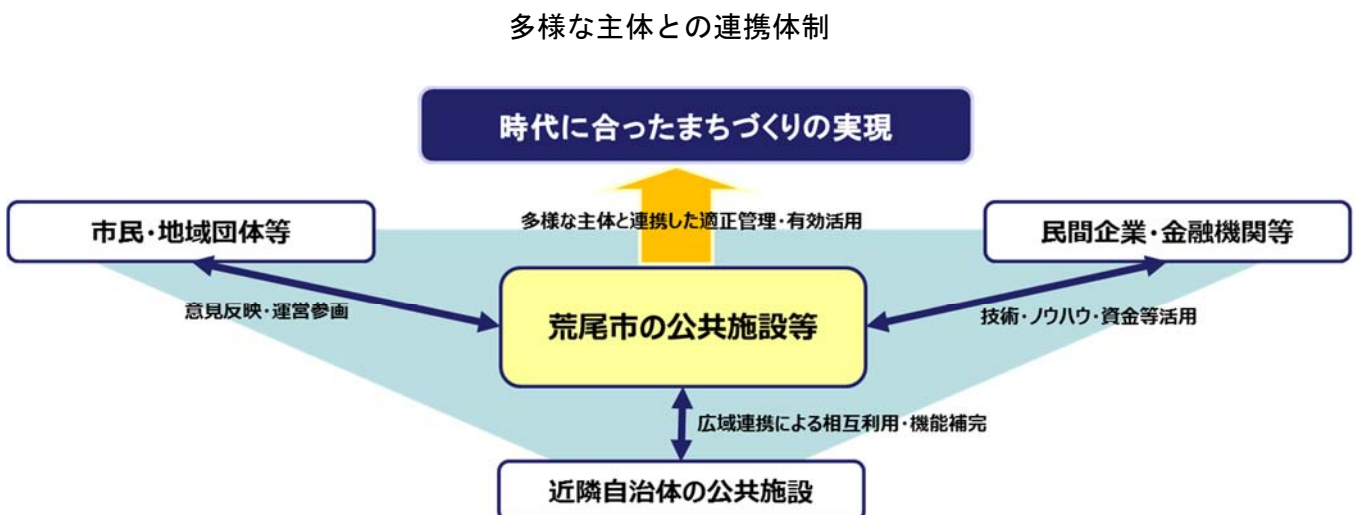 多様な主体との連携体制
時代に合ったまちづくりの実現
多様な主体と連携した適正管理・有効活用
市民・地域団体等
民間企業・金融機関等
意見反映・運営参画
荒尾市の公共施設等
技術・ノウハウ・資金等活用
広域連携による相互利用・機能補完
近隣自治体の公共施設